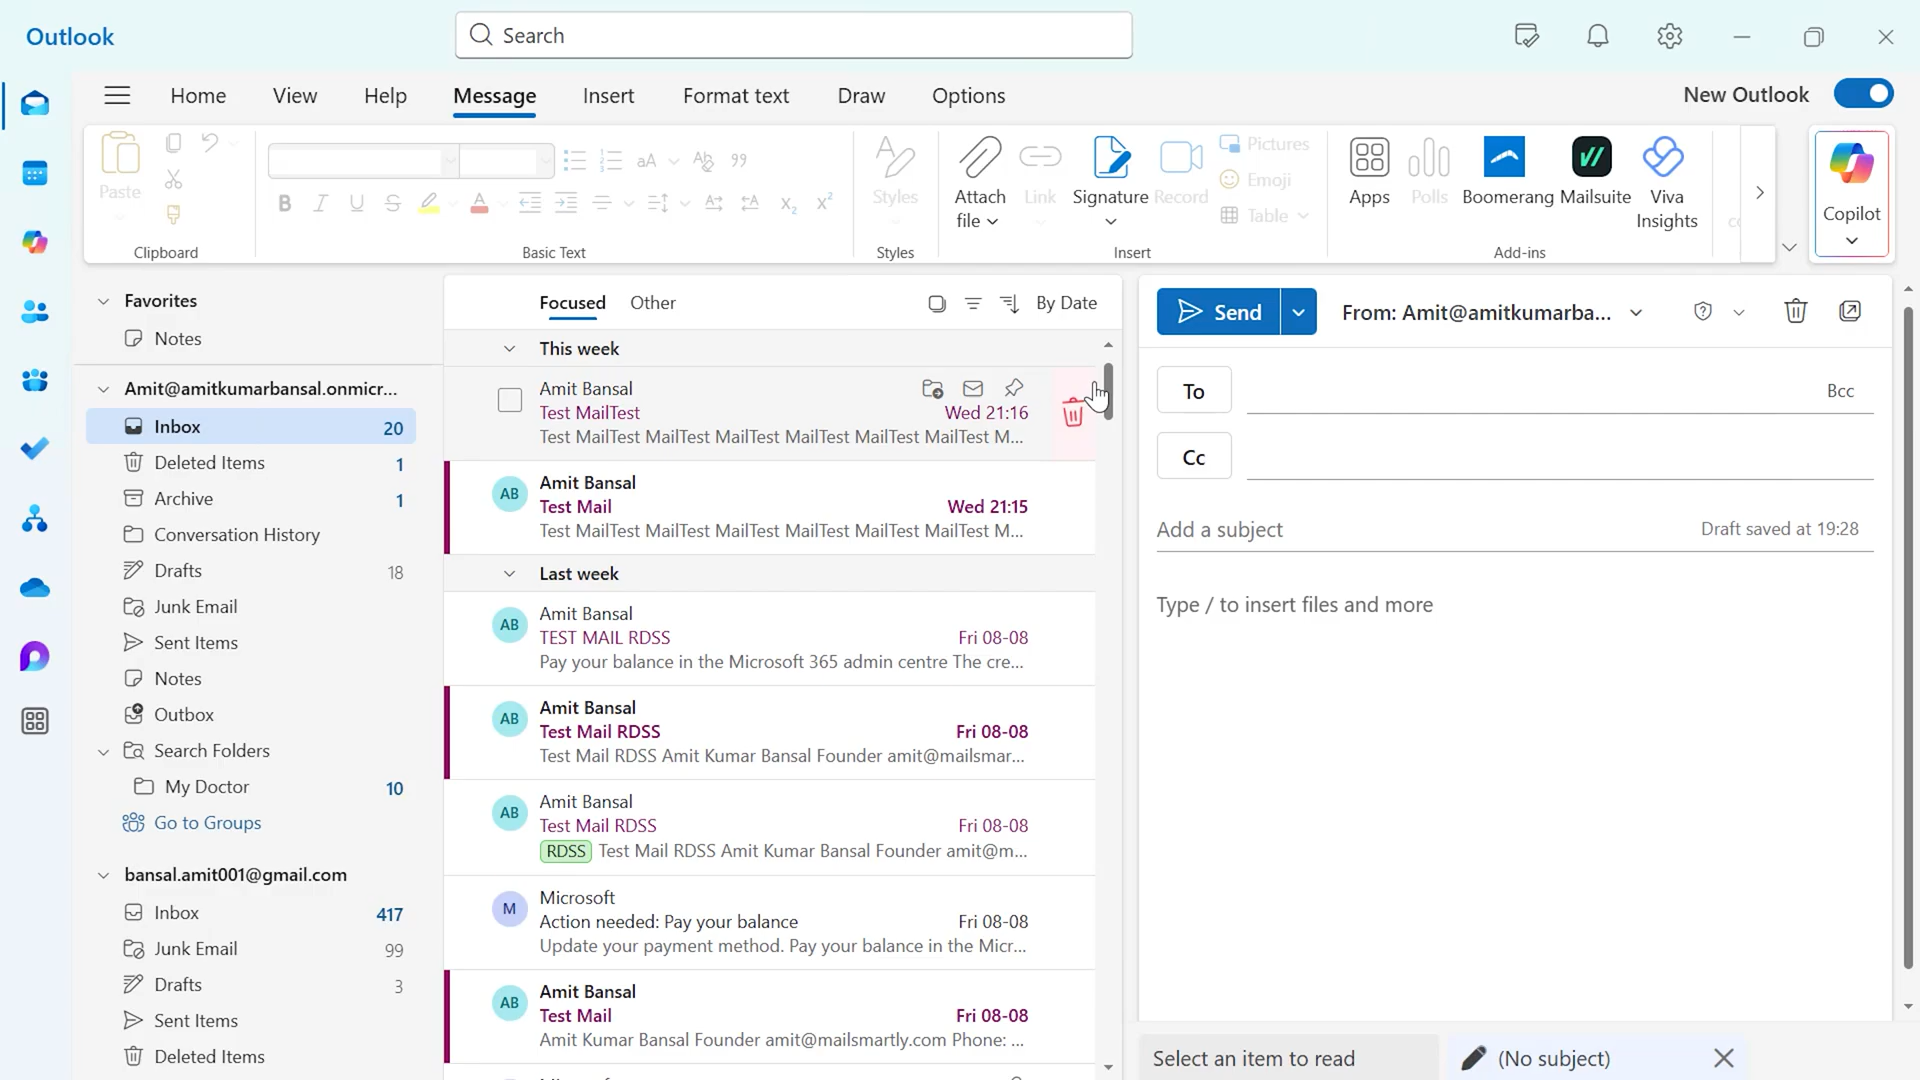 Outlook
Search
Home View Help Message Insert Format text Draw Options
New Outlook
Paste
aA
Styles
Attach file
Link
Signature
Record
Pictures
Emoji
Table
Apps
Polls
Boomerang
Mailsuite
Viva Insights
Copilot
Clipboard
Basic Text
Styles
Insert
Add-ins
Favorites
Notes
Amit@amitkumarbansal.onmicr...
Inbox 20
Deleted Items 1
Archive 1
Conversation History
Drafts 18
Junk Email
Sent Items
Notes
Outbox
Search Folders
My Doctor 10
Go to Groups
bansal.amit001@gmail.com
Inbox 417
Junk Email 99
Drafts 3
Sent Items
Deleted Items
Focused Other By Date
This week
Amit Bansal
Test MailTest Wed 21:16
Test MailTest MailTest MailTest MailTest MailTest MailTest M...
AB
Amit Bansal
Test Mail Wed 21:15
Test MailTest MailTest MailTest MailTest MailTest MailTest M...
Last week
AB
Amit Bansal
TEST MAIL RDSS Fri 08-08
Pay your balance in the Microsoft 365 admin centre The cre...
AB
Amit Bansal
Test Mail RDSS Fri 08-08
Test Mail RDSS Amit Kumar Bansal Founder amit@mailsmar...
AB
Amit Bansal
Test Mail RDSS Fri 08-08
RDSS Test Mail RDSS Amit Kumar Bansal Founder amit@m...
M
Microsoft
Action needed: Pay your balance Fri 08-08
Update your payment method. Pay your balance in the Micr...
AB
Amit Bansal
Test Mail Fri 08-08
Amit Kumar Bansal Founder amit@mailsmartly.com Phone: ...
Send
From: Amit@amitkumarba...
To
Bcc
Cc
Add a subject
Draft saved at 19:28
Type / to insert files and more
Select an item to read
(No subject)